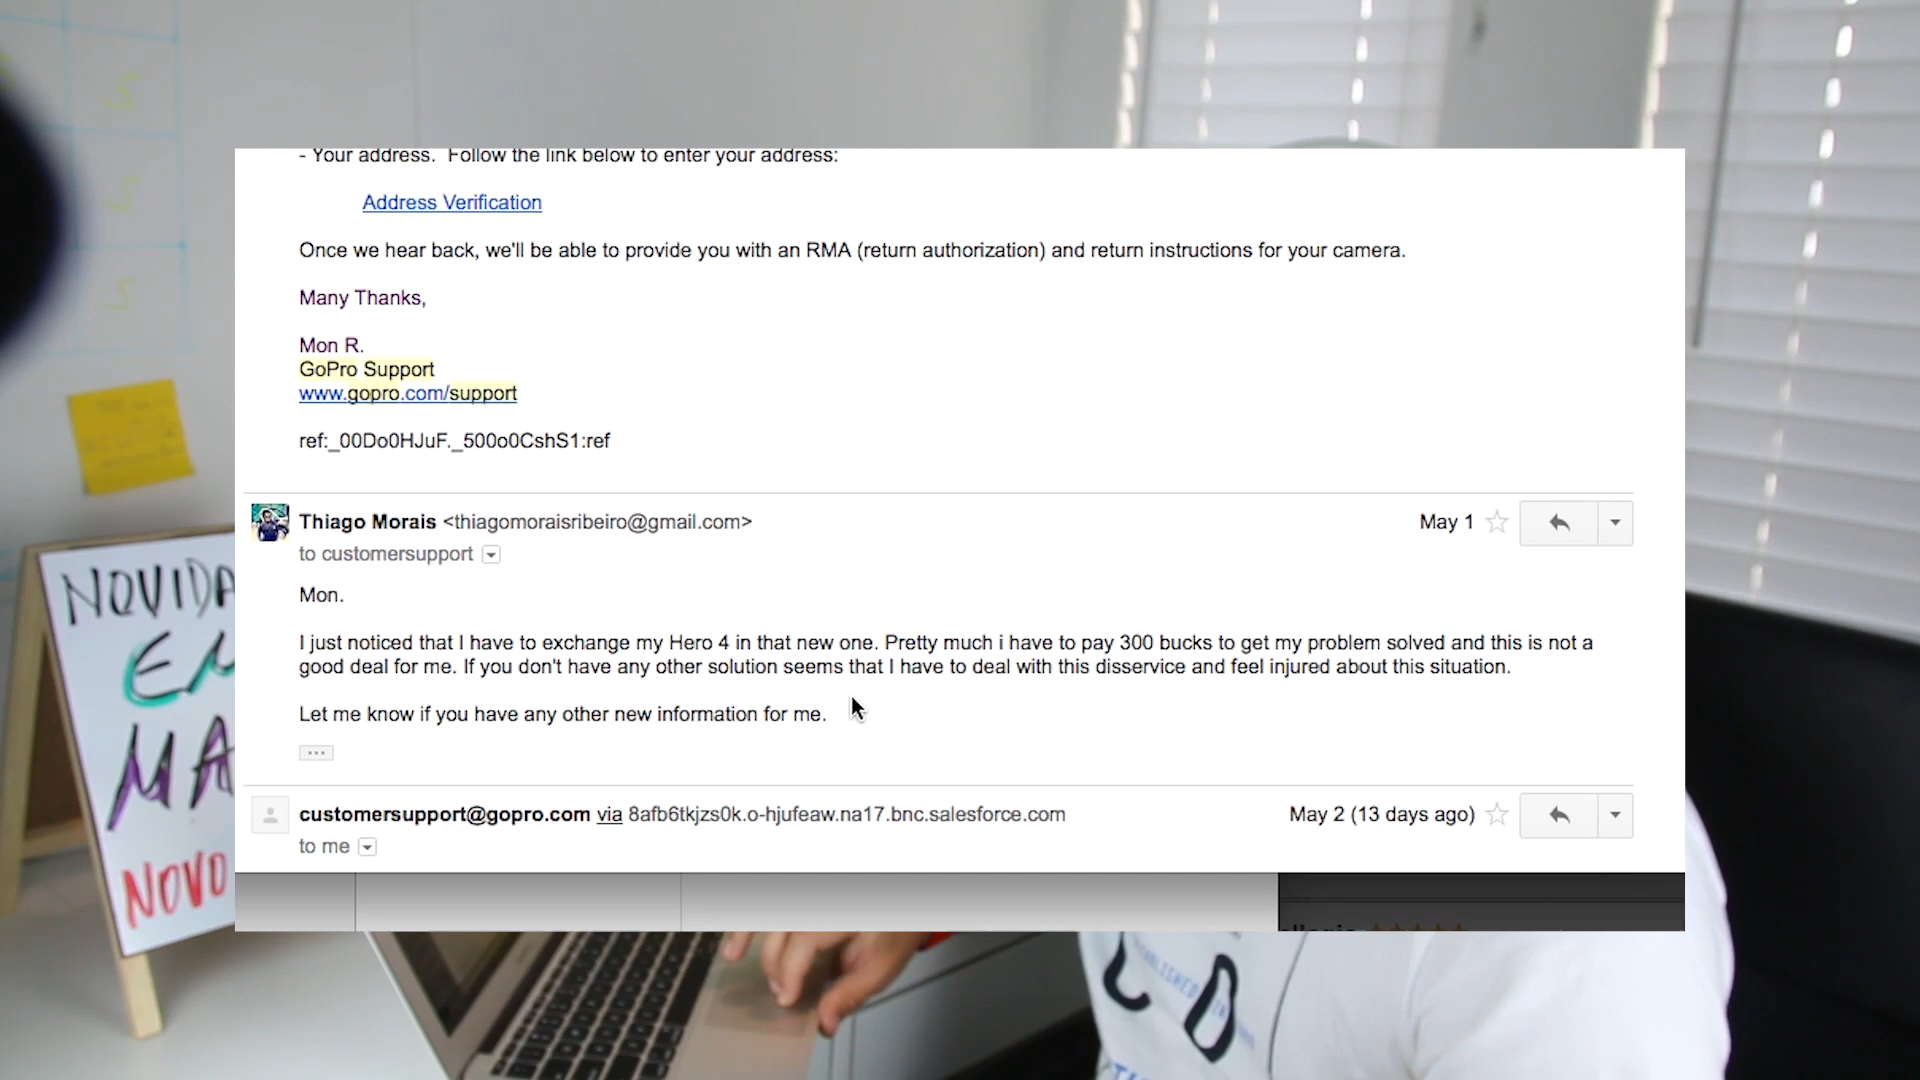 - Your address. Follow the link below to enter your address:
Address Verification
Once we hear back, we'll be able to provide you with an RMA (return authorization) and return instructions for your camera.
Many Thanks,
Mon R.
GoPro Support
www.gopro.com/support
ref:_00Do0HJuF._500o0CshS1:ref
Thiago Morais <thiagomoraisribeiro@gmail.com>
May 1
to customersupport
Mon.
I just noticed that I have to exchange my Hero 4 in that new one. Pretty much i have to pay 300 bucks to get my problem solved and this is not a
good deal for me. If you don't have any other solution seems that I have to deal with this disservice and feel injured about this situation.
Let me know if you have any other new information for me.
customersupport@gopro.com via 8afb6tkjzs0k.o-hjufeaw.na17.bnc.salesforce.com
May 2 (13 days ago)
to me
NOVIDA
EM
MA
NOVO